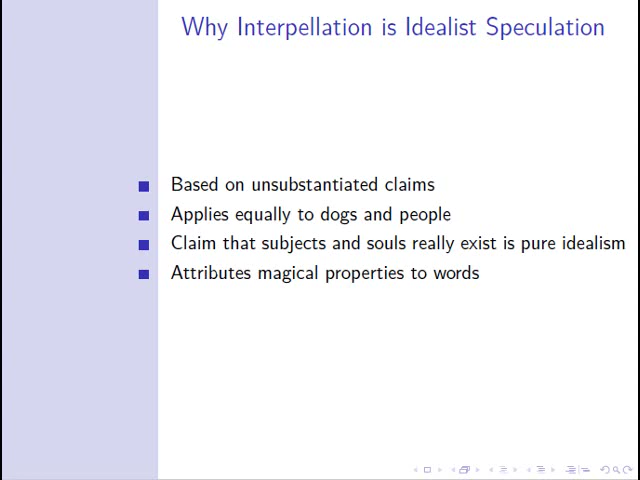 Why Interpellation is Idealist Speculation
Based on unsubstantiated claims
Applies equally to dogs and people
Claim that subjects and souls really exist is pure idealism
Attributes magical properties to words